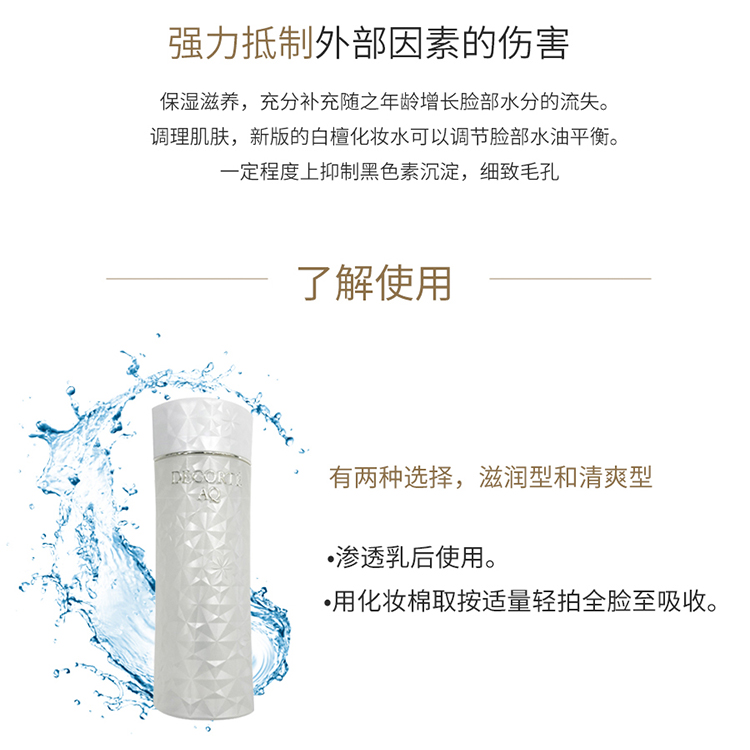 强力抵制外部因素的伤害
保湿滋养，充分补充随之年龄增长脸部水分的流失。
调理肌肤，新版的白檀化妆水可以调节脸部水油平衡。
一定程度上抑制黑色素沉淀，细致毛孔
了解使用
DECORTÉ
AQ
有两种选择，滋润型和清爽型
•渗透乳后使用。
•用化妆棉取按适量轻拍全脸至吸收。